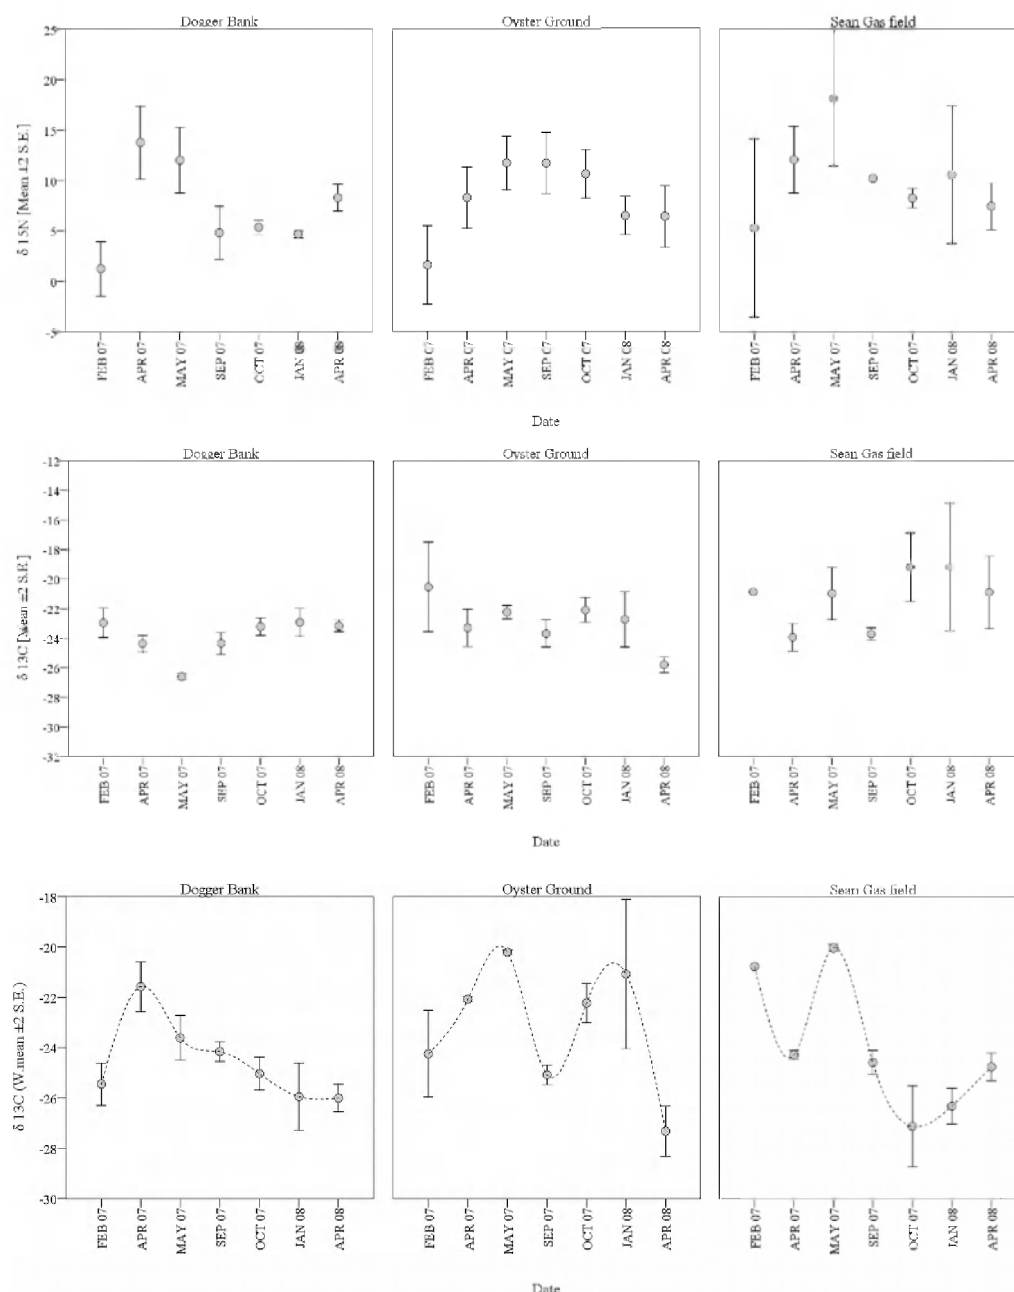 Dogger Bank Oyster Ground Sean Gas field
δ 15N [Mean ±2 S.E.]
25
20
15
10
5
0
-5
FEB 07 APR 07 MAY 07 SEP 07 OCT 07 JAN 08 APR 08 FEB 07 APR 07 MAY 07 SEP 07 OCT 07 JAN 08 APR 08 FEB 07 APR 07 MAY 07 SEP 07 OCT 07 JAN 08 APR 08
Date
Dogger Bank Oyster Ground Sean Gas field
δ 13C [Mean ±2 S.E.]
-12
-14
-16
-18
-20
-22
-24
-26
-28
-30
-32
FEB 07 APR 07 MAY 07 SEP 07 OCT 07 JAN 08 APR 08 FEB 07 APR 07 MAY 07 SEP 07 OCT 07 JAN 08 APR 08 FEB 07 APR 07 MAY 07 SEP 07 OCT 07 JAN 08 APR 08
Date
Dogger Bank Oyster Ground Sean Gas field
δ 13C (W.mean ±2 S.E.)
-18
-20
-22
-24
-26
-28
-30
FEB 07 APR 07 MAY 07 SEP 07 OCT 07 JAN 08 APR 08 FEB 07 APR 07 MAY 07 SEP 07 OCT 07 JAN 08 APR 08 FEB 07 APR 07 MAY 07 SEP 07 OCT 07 JAN 08 APR 08
Date